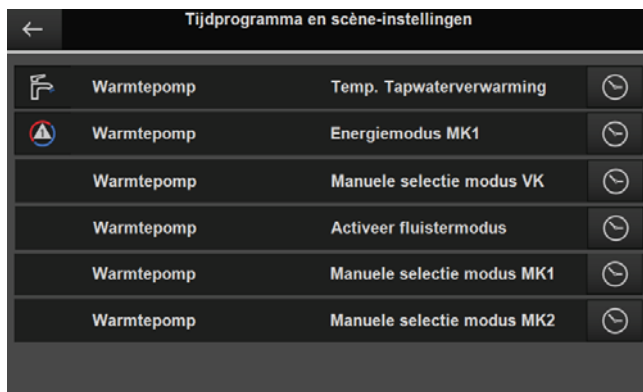 Tijdprogramma en scène-instellingen
Warmtepomp Temp. Tapwaterverwarming
Warmtepomp Energiemodus MK1
Warmtepomp Manuele selectie modus VK
Warmtepomp Activeer fluistermodus
Warmtepomp Manuele selectie modus MK1
Warmtepomp Manuele selectie modus MK2